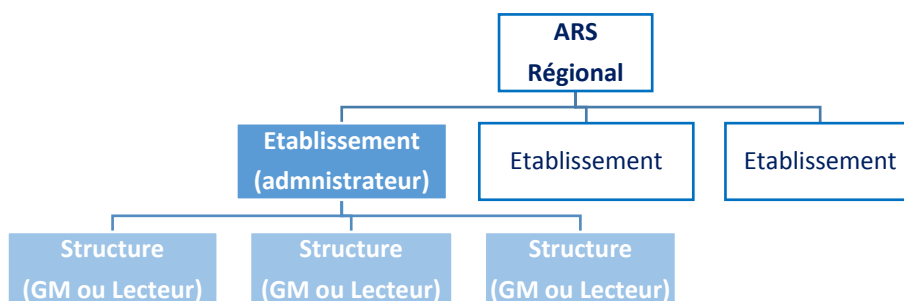 ARS
Régional
Etablissement
(admnistrateur)
Etablissement
Etablissement
Structure
(GM ou Lecteur)
Structure
(GM ou Lecteur)
Structure
(GM ou Lecteur)